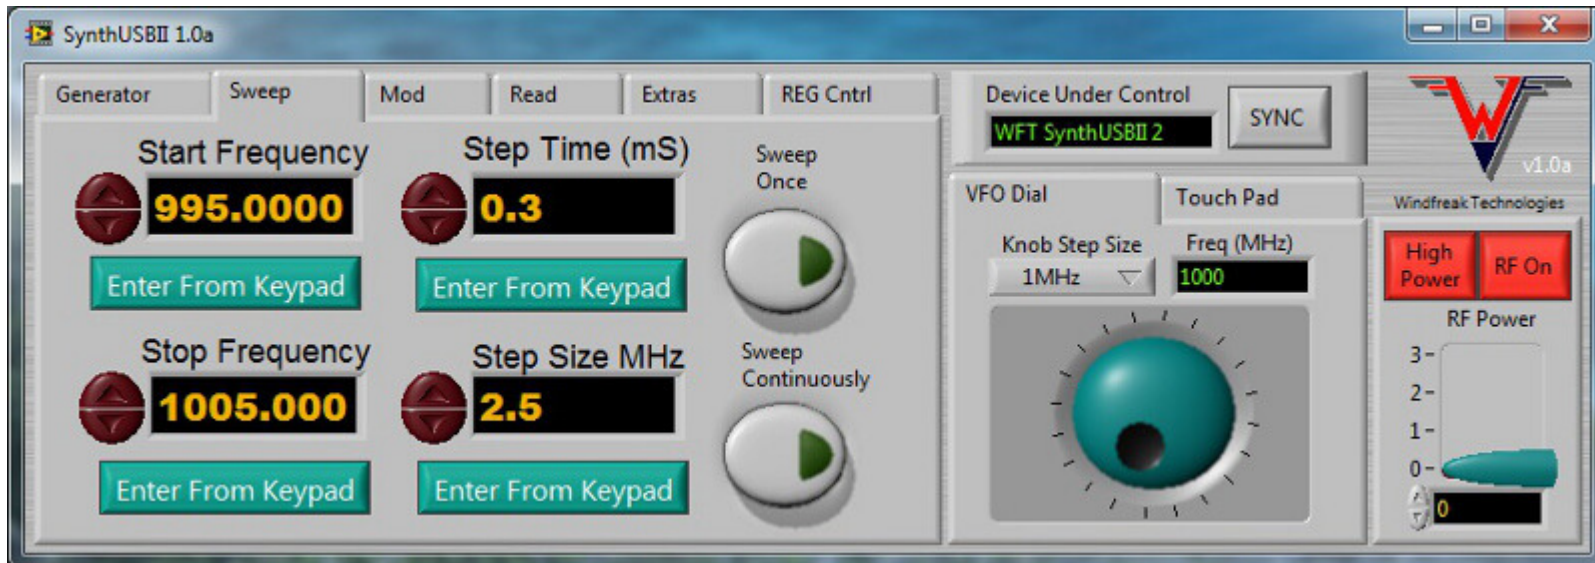 SynthUSBII 1.0a
Generator
Sweep
Mod
Read
Extras
REG Cntrl
Start Frequency
995.0000
Enter From Keypad
Step Time (mS)
0.3
Enter From Keypad
Sweep
Once
Stop Frequency
1005.000
Enter From Keypad
Step Size MHz
2.5
Enter From Keypad
Sweep
Continuously
Device Under Control
WFT SynthUSBII 2
SYNC
VFO Dial
Touch Pad
Knob Step Size
1MHz
Freq (MHz)
1000
W
v1.0a
Windfreak Technologies
High
Power
RF On
RF Power
3
2
1
0
0